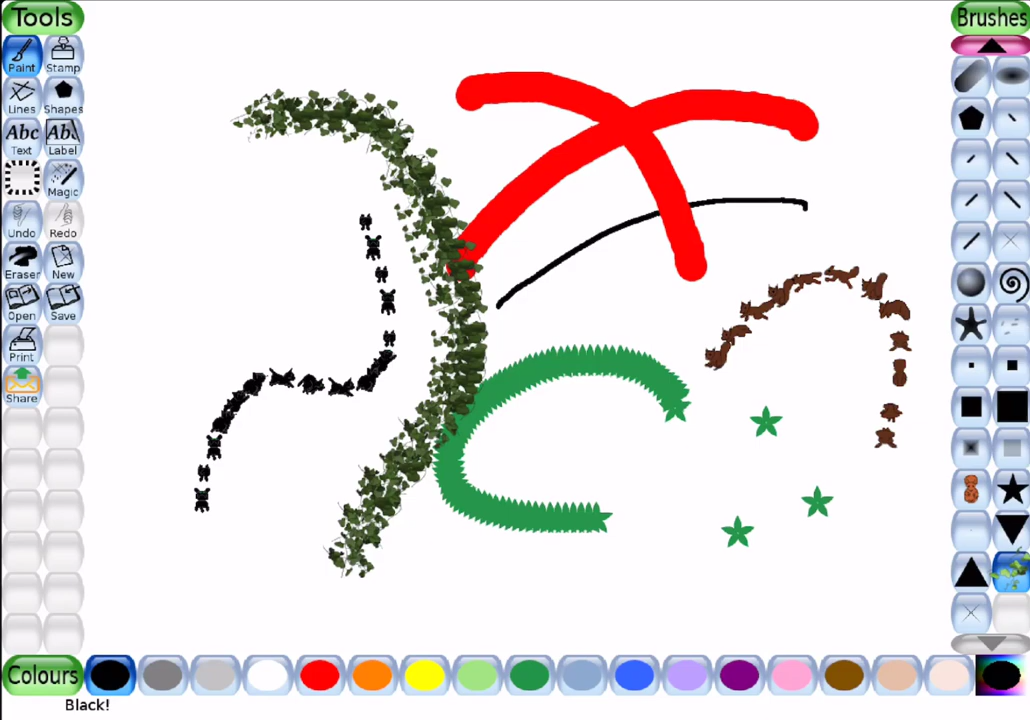 Tools
Brushes
Paint
Stamp
Lines
Shapes
Abc
Text
Abc
Label
Magic
Undo
Redo
Eraser
New
Open
Save
Print
Share
Colours
Black!